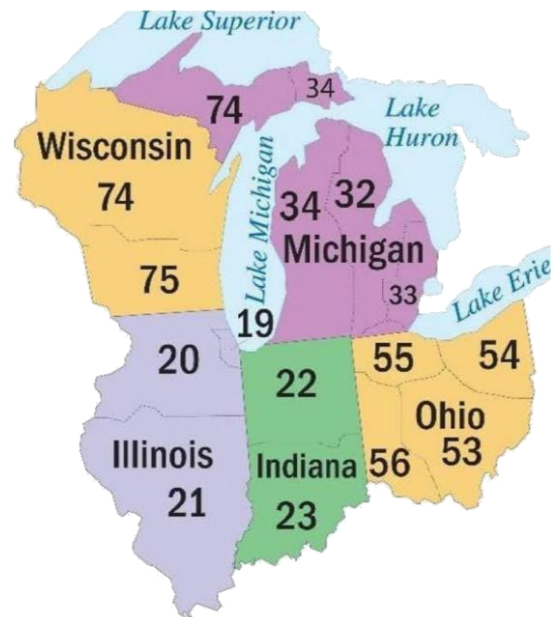 Lake Superior
34
74
Lake
Huron
Wisconsin
74
Lake Michigan
34
32
Michigan
75
33
Lake Erie
19
20
22
55
54
Illinois
21
Indiana
23
Ohio
53
56